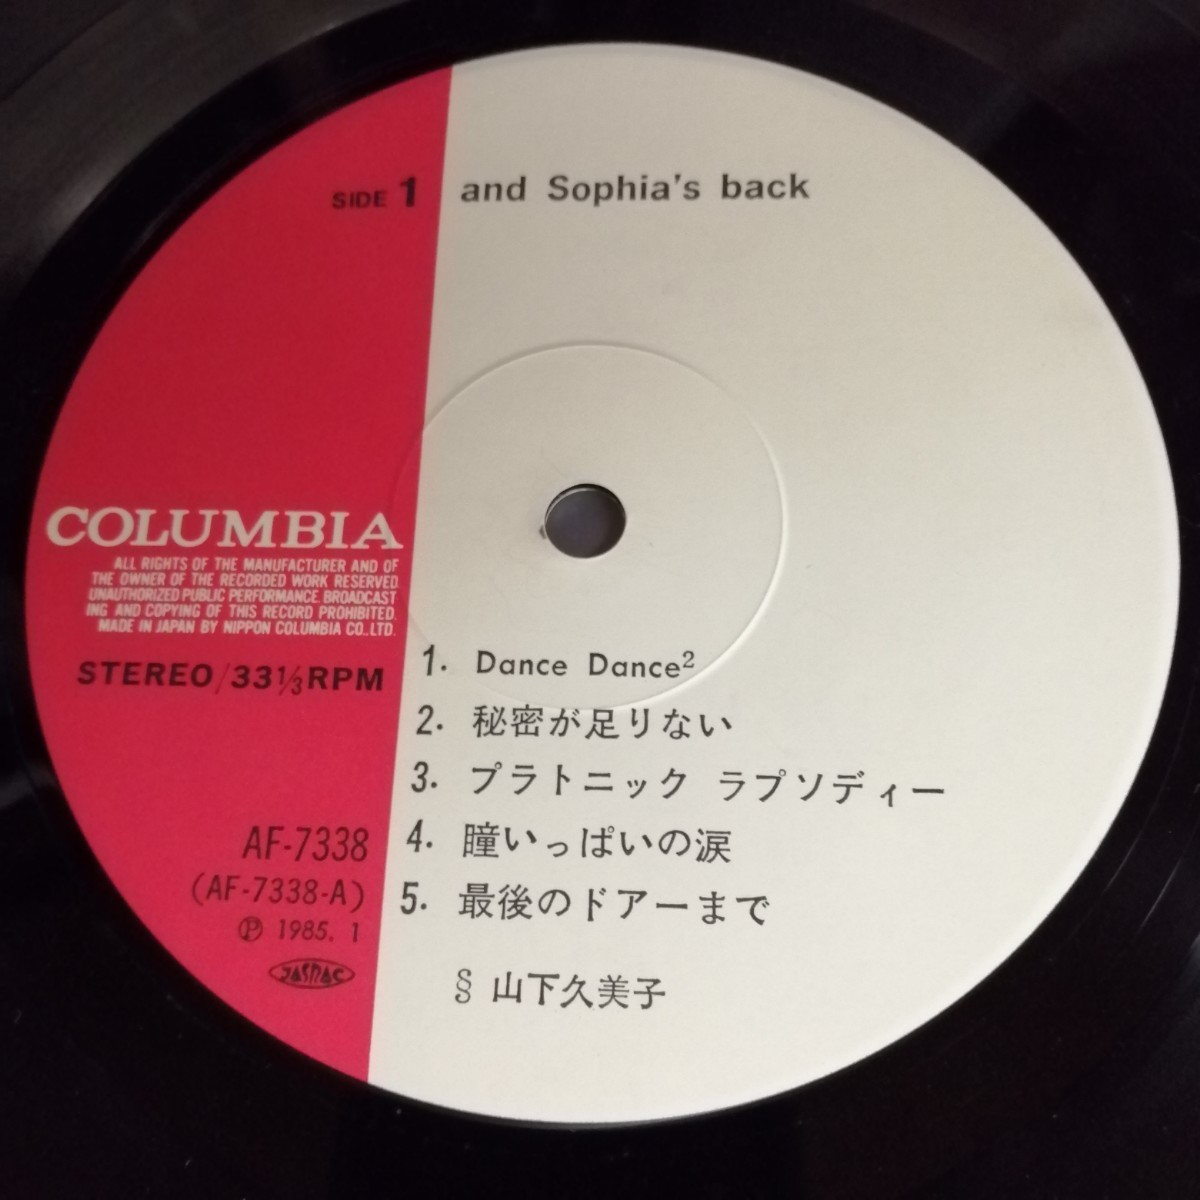 SIDE 1 and Sophia's back
COLUMBIA
ALL RIGHTS OF THE MANUFACTURER AND OF
THE OWNER OF THE RECORDED WORK RESERVED.
UNAUTHORIZED PUBLIC PERFORMANCE. BROADCAST
ING AND COPYING OF THIS RECORD PROHIBITED.
MADE IN JAPAN BY NIPPON COLUMBIA CO.,LTD.
STEREO/33⅓RPM
AF-7338
(AF-7338-A)
Ⓟ 1985. 1
JASRAC
1. Dance Dance²
2. 秘密が足りない
3. プラトニック ラプソディー
4. 瞳いっぱいの涙
5. 最後のドアーまで
§ 山下久美子